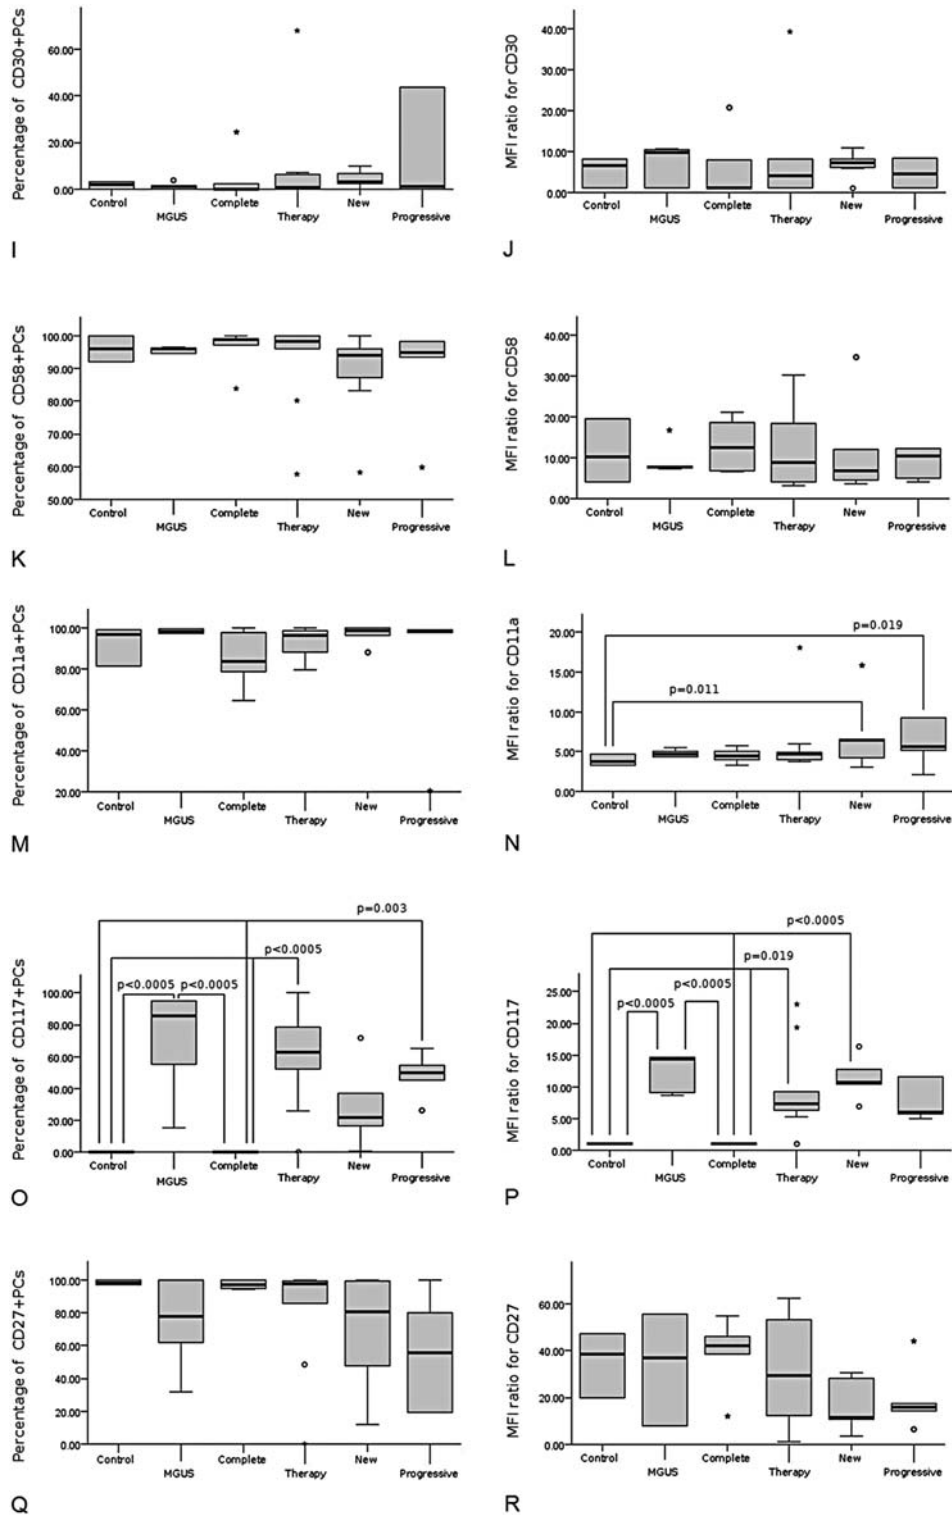 Percentage of CD30+PCs
60.00
40.00
20.00
0.00
Control
MGUS
Complete
Therapy
New
Progressive
I
MFI ratio for CD30
40.00
30.00
20.00
10.00
0.00
Control
MGUS
Complete
Therapy
New
Progressive
J
Percentage of CD58+PCs
100.00
90.00
80.00
70.00
60.00
50.00
Control
MGUS
Complete
Therapy
New
Progressive
K
MFI ratio for CD58
40.00
30.00
20.00
10.00
0.00
Control
MGUS
Complete
Therapy
New
Progressive
L
Percentage of CD11a+PCs
100.00
80.00
60.00
40.00
20.00
Control
MGUS
Complete
Therapy
New
Progressive
M
MFI ratio for CD11a
20.00
15.00
10.00
5.00
0.00
p=0.019
p=0.011
Control
MGUS
Complete
Therapy
New
Progressive
N
Percentage of CD117+PCs
100.00
80.00
60.00
40.00
20.00
0.00
p=0.003
p<0.0005
p<0.0005
p<0.0005
Control
MGUS
Complete
Therapy
New
Progressive
O
MFI ratio for CD117
25.00
20.00
15.00
10.00
5.00
0.00
p<0.0005
p=0.019
p<0.0005
p<0.0005
Control
MGUS
Complete
Therapy
New
Progressive
P
Percentage of CD27+PCs
100.00
80.00
60.00
40.00
20.00
0.00
Control
MGUS
Complete
Therapy
New
Progressive
Q
MFI ratio for CD27
60.00
40.00
20.00
0.00
Control
MGUS
Complete
Therapy
New
Progressive
R